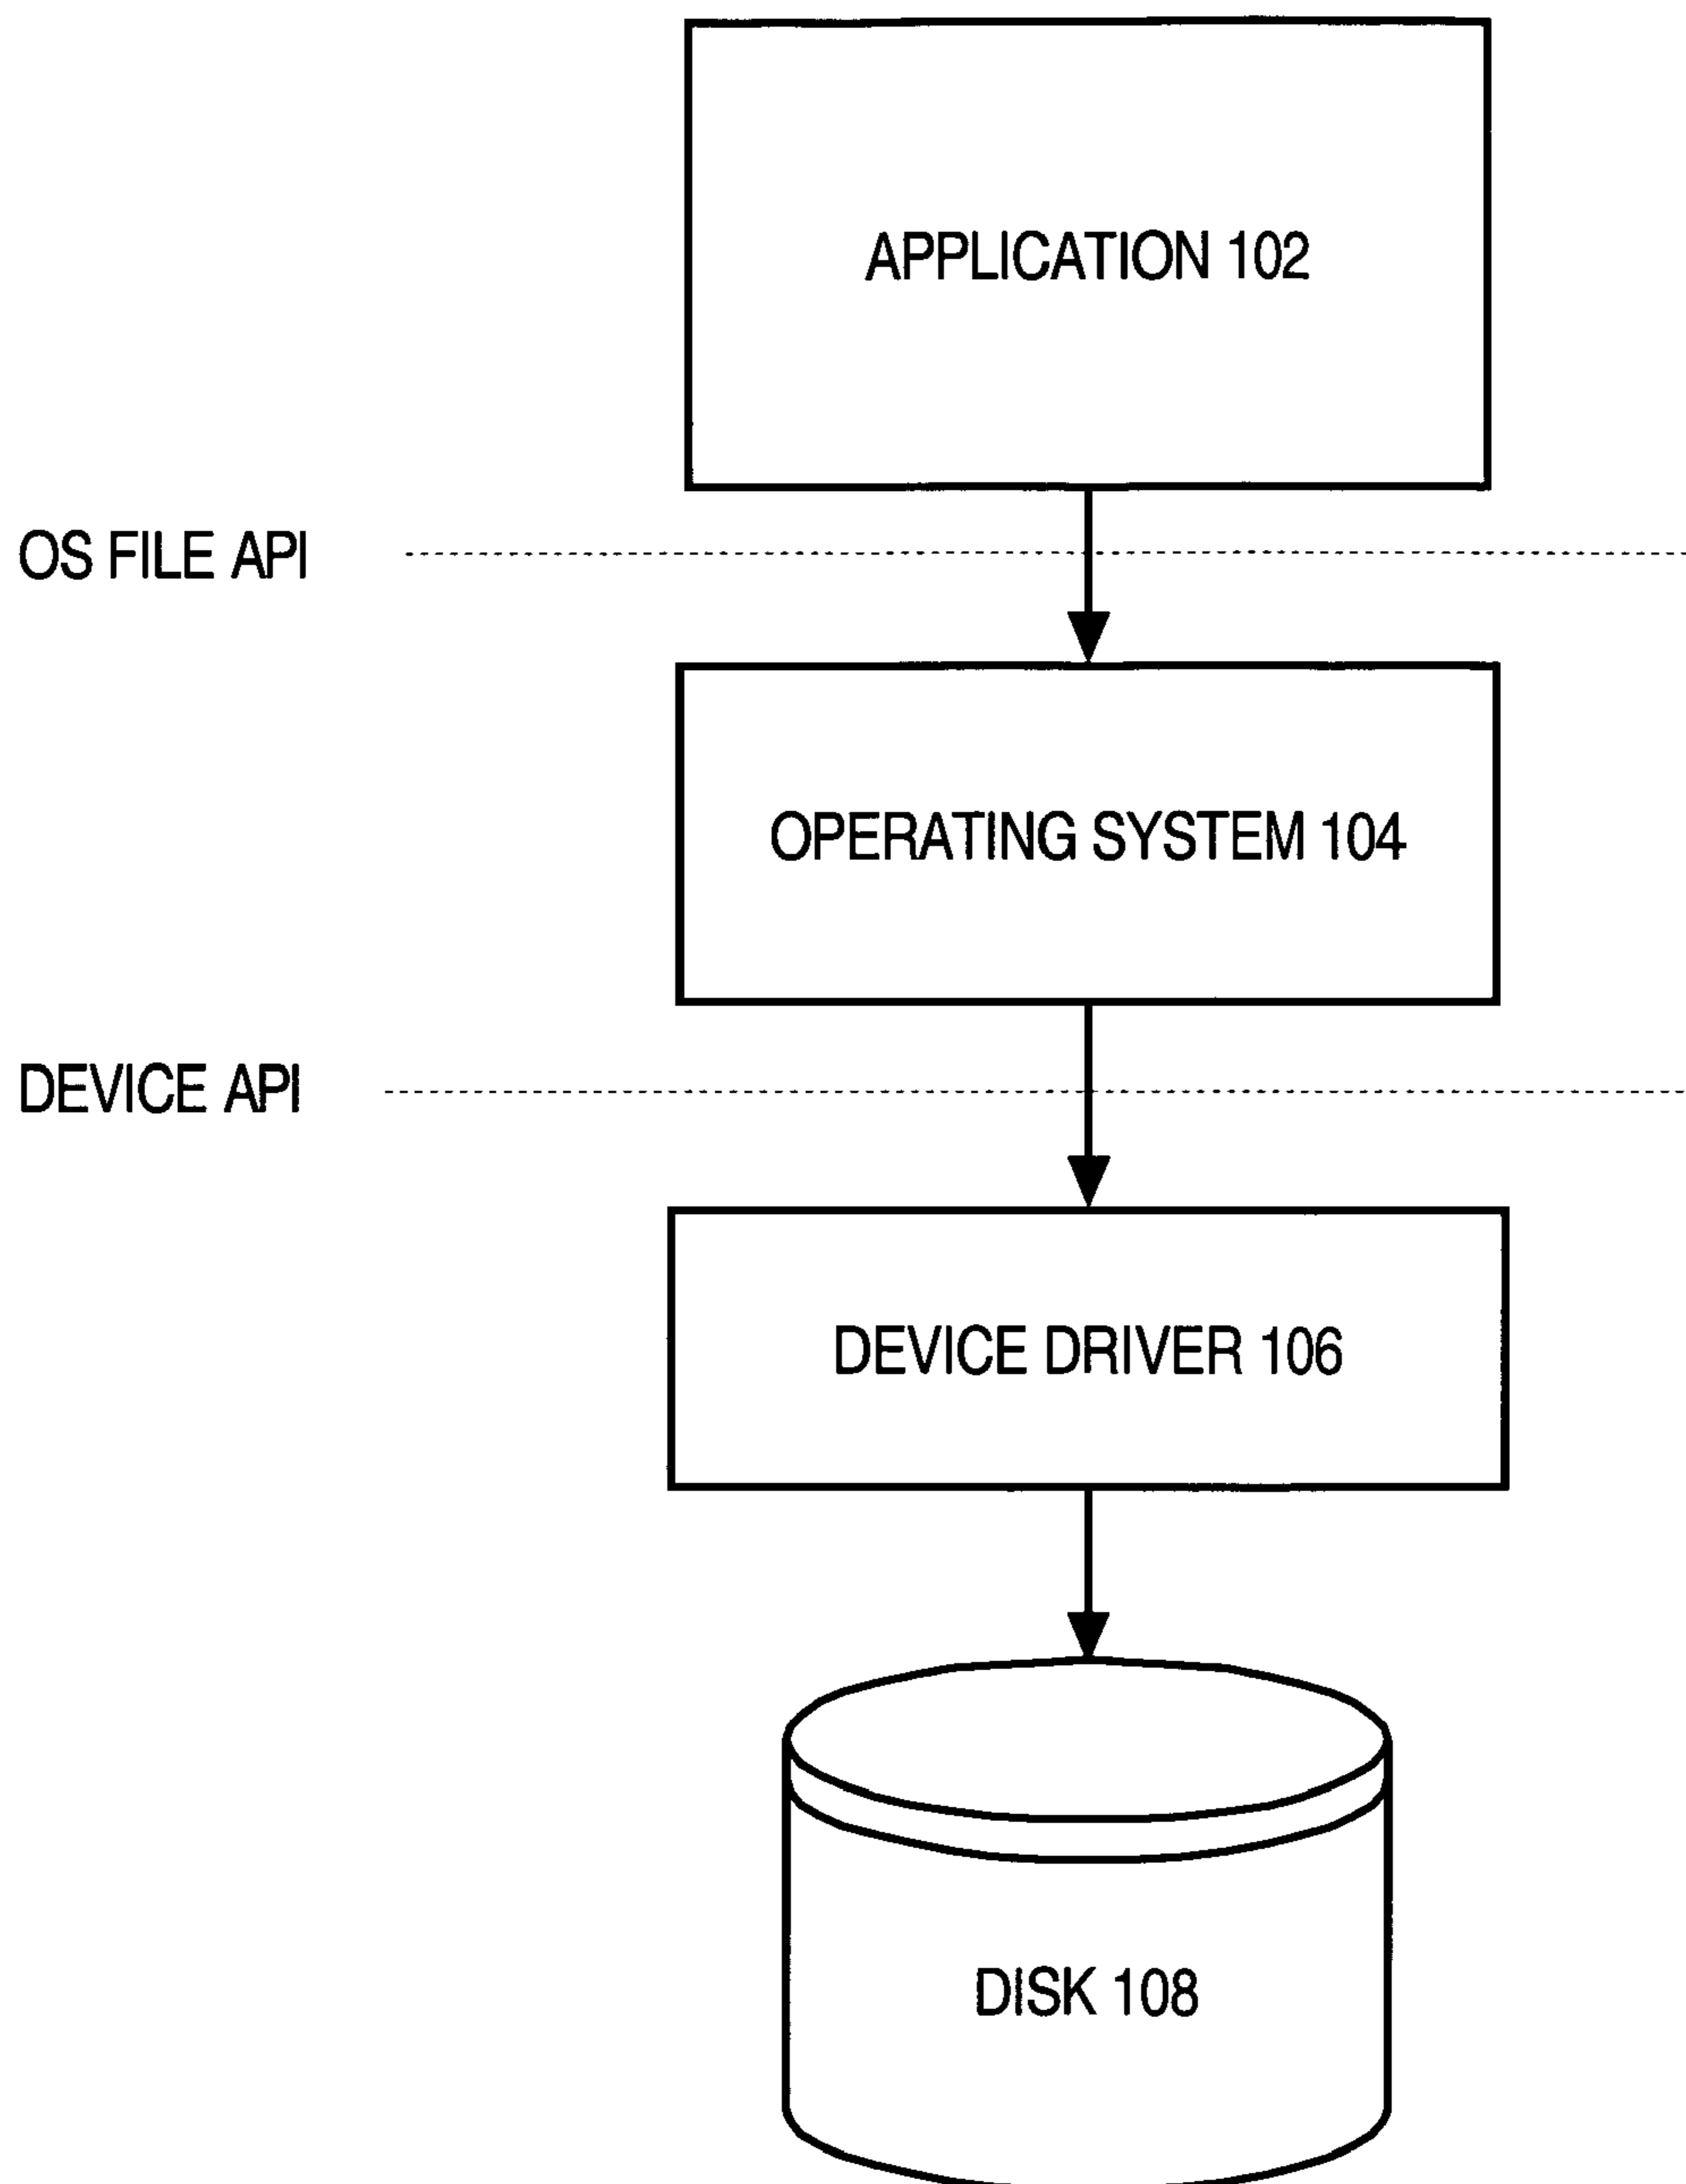 APPLICATION 102
OS FILE API
OPERATING SYSTEM 104
DEVICE API
DEVICE DRIVER 106
DISK 108